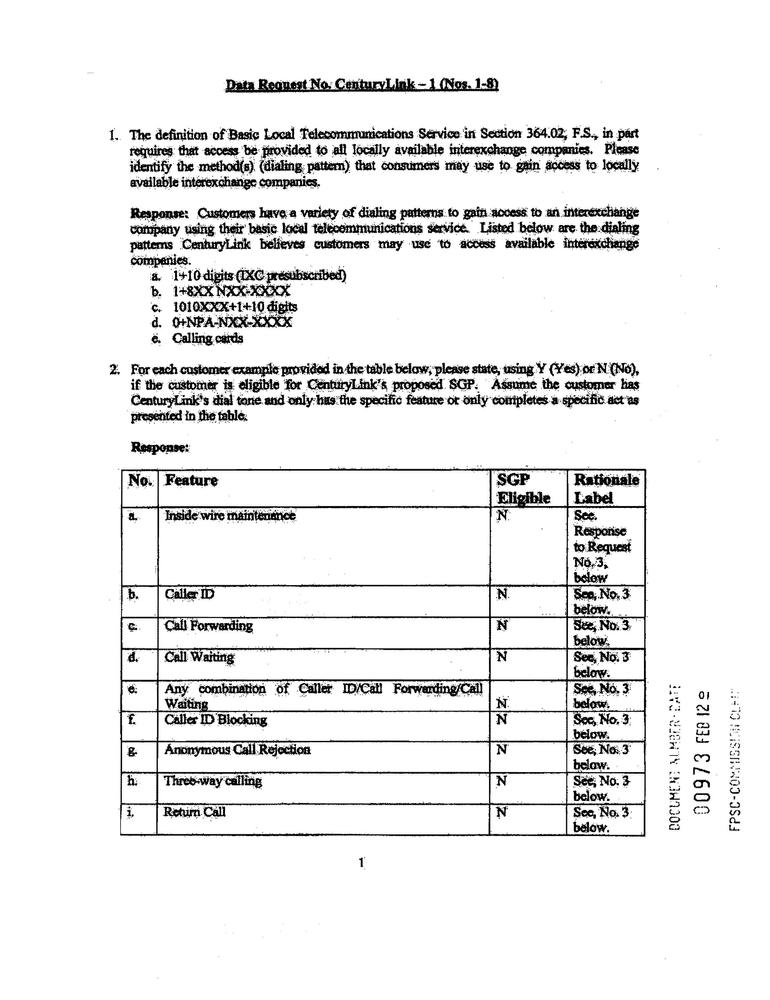 Data Request No. CenturyLink – 1 (Nos. 1-8)
1. The definition of Basic Local Telecommunications Service in Section 364.02, F.S., in part
requires that access be provided to all locally available interexchange companies. Please
identify the method(s) (dialing pattern) that consumers may use to gain access to locally
available interexchange companies.
Response: Customers have a variety of dialing patterns to gain access to an interexchange
company using their basic local telecommunications service. Listed below are the dialing
patterns CenturyLink believes customers may use to access available interexchange
companies.
a. 1+10 digits (IXC presubscribed)
b. 1+8XX NXX-XXXX
c. 1010XXX+1+10 digits
d. 0+NPA-NXX-XXXX
e. Calling cards
2. For each customer example provided in the table below, please state, using Y (Yes) or N (No),
if the customer is eligible for CenturyLink's proposed SGP. Assume the customer has
CenturyLink's dial tone and only has the specific feature or only completes a specific act as
presented in the table.
Response:
No. Feature SGP Rationale
Eligible Label
a. Inside wire maintenance N See
Response
to Request
No. 3,
below
b. Caller ID N See, No. 3
below.
c. Call Forwarding N See, No. 3
below.
d. Call Waiting N See, No. 3
below.
e. Any combination of Caller ID/Call Forwarding/Call See, No. 3
Waiting N below.
f. Caller ID Blocking N See, No. 3
below.
g. Anonymous Call Rejection N See, No. 3
below.
h. Three-way calling N See, No. 3
below.
i. Return Call N See, No. 3
below.
1
DOCUMENT NUMBER-DATE
00973 FEB 12
FPSC-COMMISSION CLERK